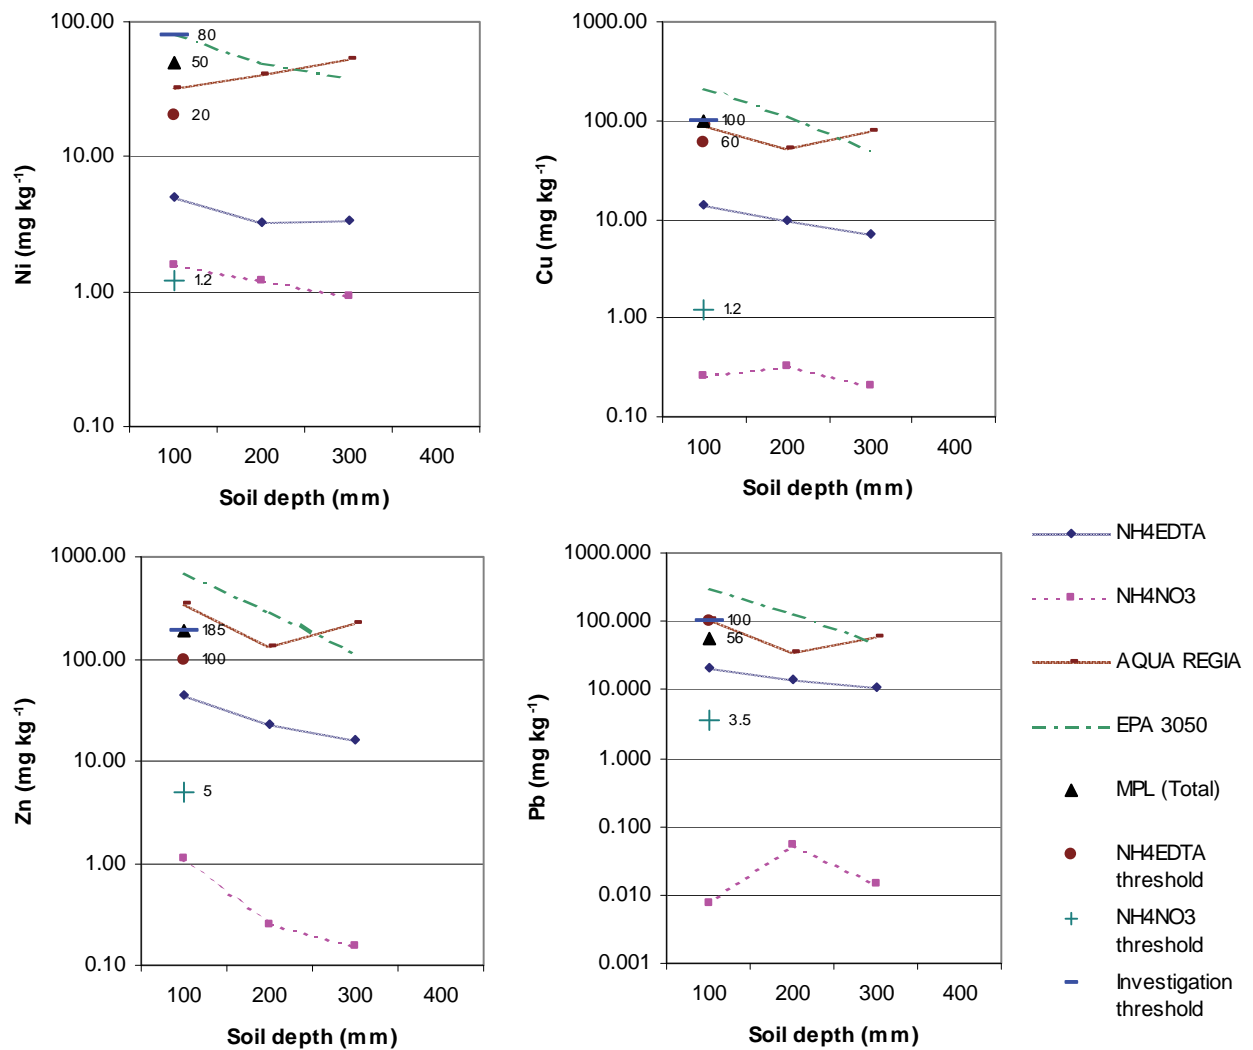 100.00
10.00
1.00
0.10
Ni (mg kg-1)
80
50
20
1.2
100 200 300 400
Soil depth (mm)
1000.00
100.00
10.00
1.00
0.10
Cu (mg kg-1)
100
60
1.2
100 200 300 400
Soil depth (mm)
1000.00
100.00
10.00
1.00
0.10
Zn (mg kg-1)
185
100
5
100 200 300 400
Soil depth (mm)
1000.000
100.000
10.000
1.000
0.100
0.010
0.001
Pb (mg kg-1)
100
56
3.5
100 200 300 400
Soil depth (mm)
NH4EDTA
NH4NO3
AQUA REGIA
EPA 3050
MPL (Total)
NH4EDTA
threshold
NH4NO3
threshold
Investigation
threshold